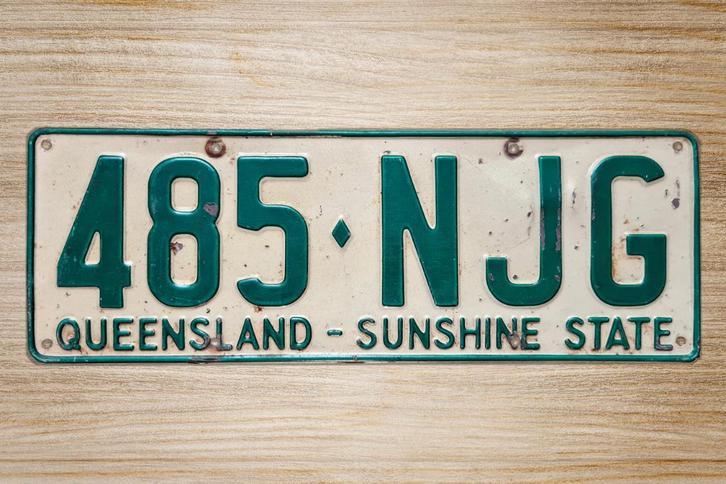 485♦NJG
QUEENSLAND - SUNSHINE STATE